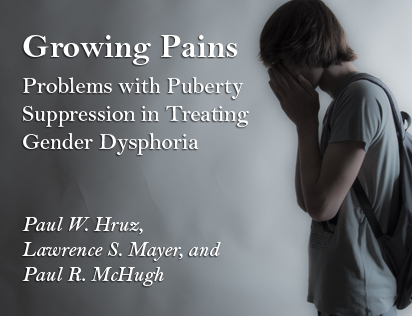 Growing Pains
Problems with Puberty
Suppression in Treating
Gender Dysphoria
Paul W. Hruz,
Lawrence S. Mayer, and
Paul R. McHugh